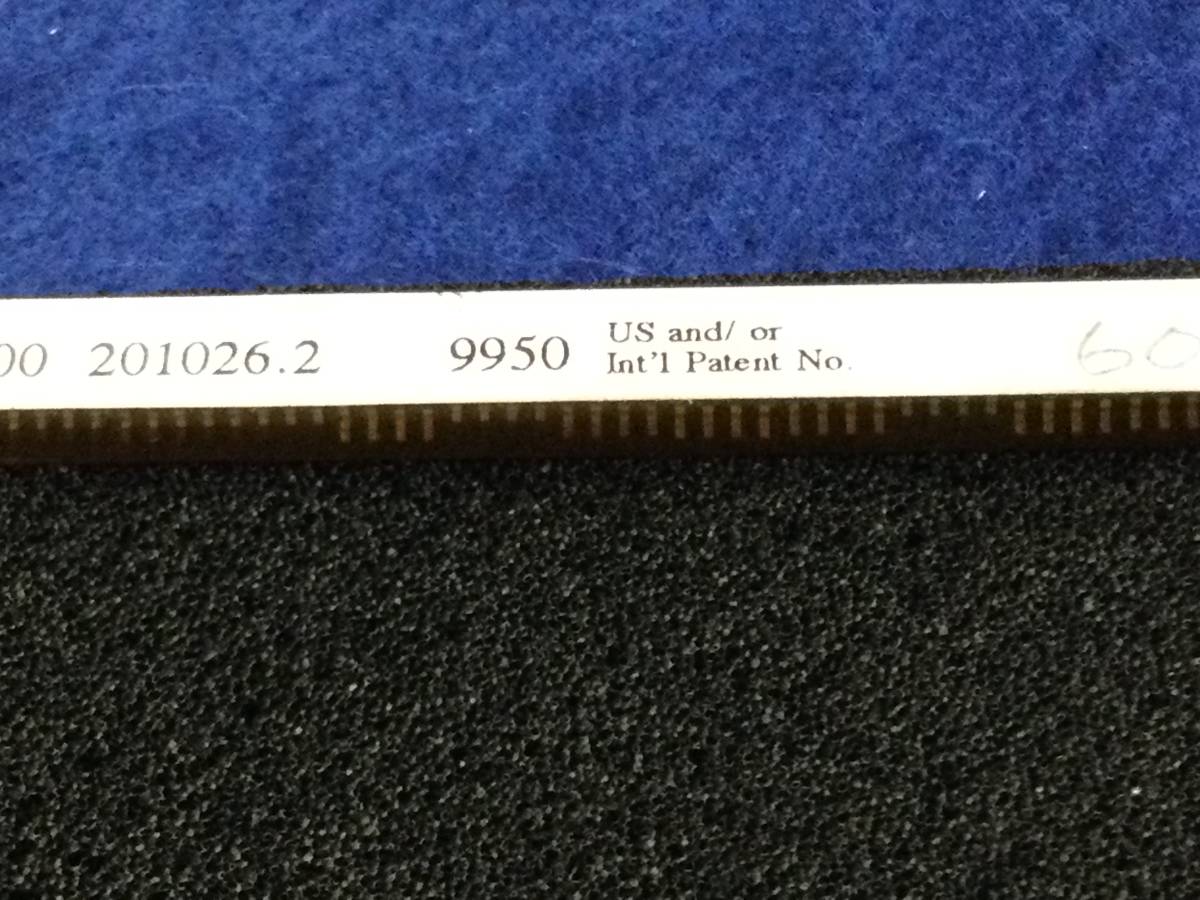 00 201026.2 9950 US and/ or
Int'l Patent No.
60